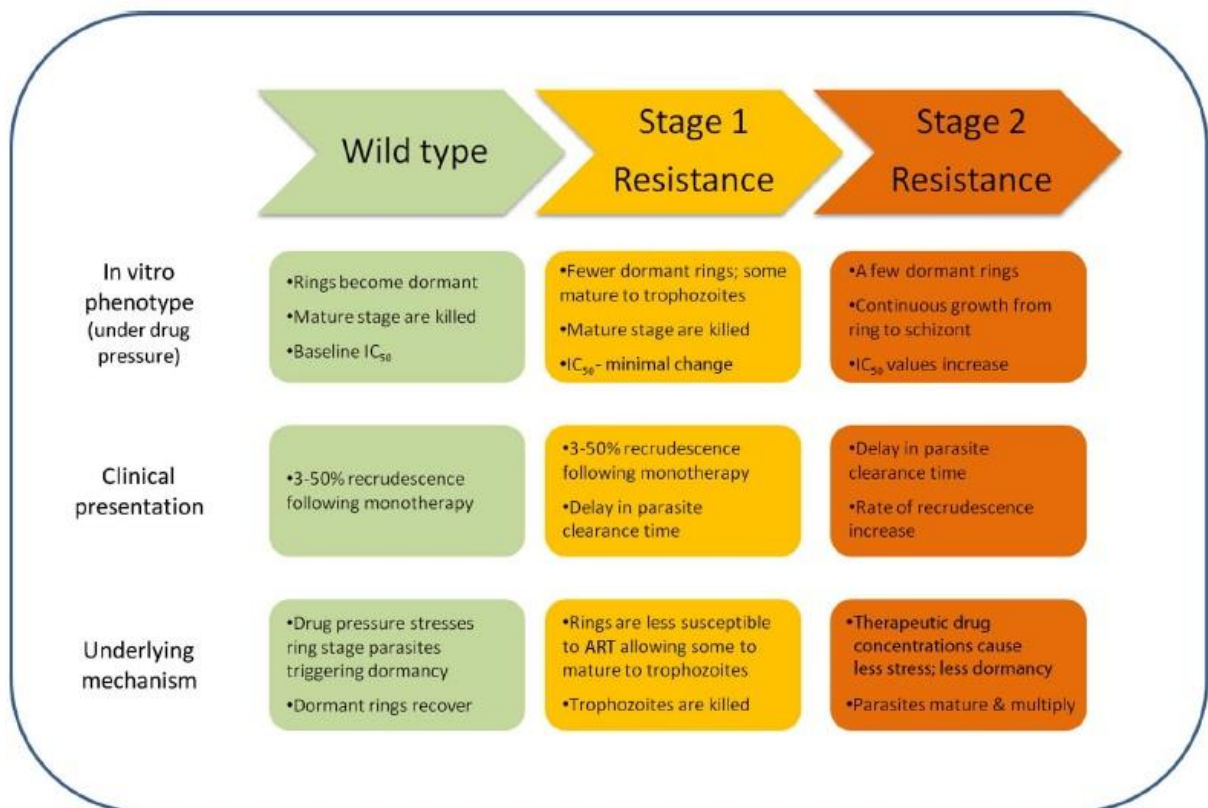 Wild type
Stage 1
Resistance
Stage 2
Resistance
In vitro
phenotype
(under drug
pressure)
•Rings become dormant
•Mature stage are killed
•Baseline IC50
•Fewer dormant rings; some
mature to trophozoites
•Mature stage are killed
•IC50- minimal change
•A few dormant rings
•Continuous growth from
ring to schizont
•IC50 values increase
Clinical
presentation
•3-50% recrudescence
following monotherapy
•3-50% recrudescence
following monotherapy
•Delay in parasite
clearance time
•Delay in parasite
clearance time
•Rate of recrudescence
increase
Underlying
mechanism
•Drug pressure stresses
ring stage parasites
triggering dormancy
•Dormant rings recover
•Rings are less susceptible
to ART allowing some to
mature to trophozoites
•Trophozoites are killed
•Therapeutic drug
concentrations cause
less stress; less dormancy
•Parasites mature & multiply